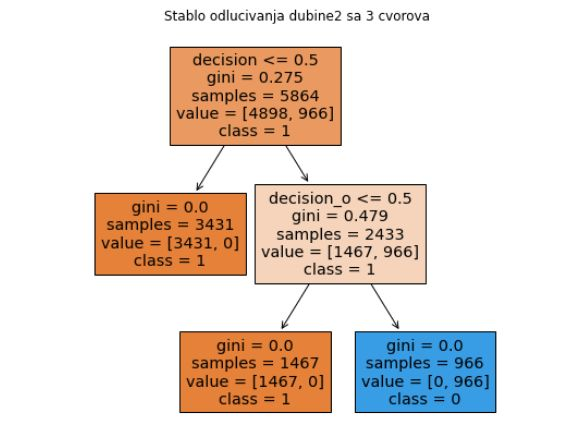 Stablo odlucivanja dubine2 sa 3 cvorova
decision <= 0.5
gini = 0.275
samples = 5864
value = [4898, 966]
class = 1
gini = 0.0
samples = 3431
value = [3431, 0]
class = 1
decision_o <= 0.5
gini = 0.479
samples = 2433
value = [1467, 966]
class = 1
gini = 0.0
samples = 1467
value = [1467, 0]
class = 1
gini = 0.0
samples = 966
value = [0, 966]
class = 0